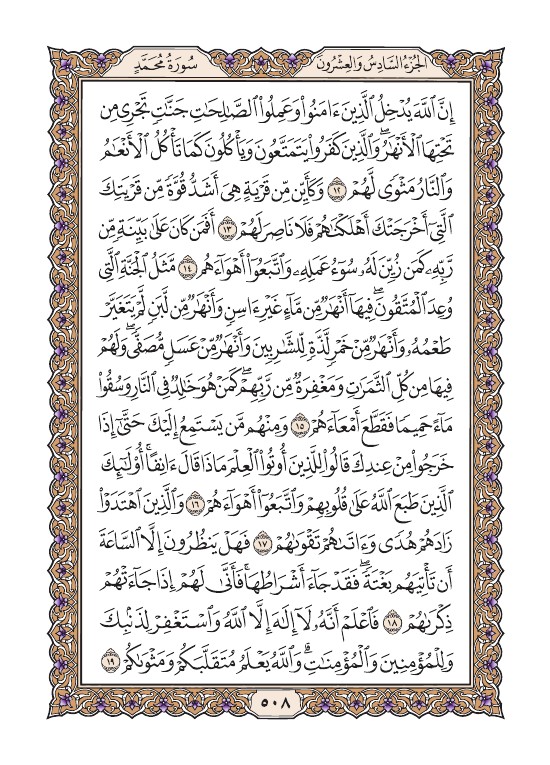 الجزء السادس والعشرون
سورة محمد
إِنَّ ٱللَّهَ يُدْخِلُ ٱلَّذِينَ ءَامَنُوا۟ وَعَمِلُوا۟ ٱلصَّٰلِحَٰتِ جَنَّٰتٍ تَجْرِى مِن
تَحْتِهَا ٱلْأَنْهَٰرُ ۖ وَٱلَّذِينَ كَفَرُوا۟ يَتَمَتَّعُونَ وَيَأْكُلُونَ كَمَا تَأْكُلُ ٱلْأَنْعَٰمُ
وَٱلنَّارُ مَثْوًى لَّهُمْ ١٢ وَكَأَيِّن مِّن قَرْيَةٍ هِىَ أَشَدُّ قُوَّةً مِّن قَرْيَتِكَ
ٱلَّتِىٓ أَخْرَجَتْكَ أَهْلَكْنَٰهُمْ فَلَا نَاصِرَ لَهُمْ ١٣ أَفَمَن كَانَ عَلَىٰ بَيِّنَةٍ مِّن
رَّبِّهِۦ كَمَن زُيِّنَ لَهُۥ سُوٓءُ عَمَلِهِۦ وَٱتَّبَعُوٓا۟ أَهْوَآءَهُم ١٤ مَّثَلُ ٱلْجَنَّةِ ٱلَّتِى
وُعِدَ ٱلْمُتَّقُونَ ۖ فِيهَآ أَنْهَٰرٌ مِّن مَّآءٍ غَيْرِ ءَاسِنٍ وَأَنْهَٰرٌ مِّن لَّبَنٍ لَّمْ يَتَغَيَّرْ
طَعْمُهُۥ وَأَنْهَٰرٌ مِّنْ خَمْرٍ لَّذَّةٍ لِّلشَّٰرِبِينَ وَأَنْهَٰرٌ مِّنْ عَسَلٍ مُّصَفًّى ۖ وَلَهُمْ
فِيهَا مِن كُلِّ ٱلثَّمَرَٰتِ وَمَغْفِرَةٌ مِّن رَّبِّهِمْ ۖ كَمَنْ هُوَ خَٰلِدٌ فِى ٱلنَّارِ وَسُقُوا۟
مَآءً حَمِيمًا فَقَطَّعَ أَمْعَآءَهُمْ ١٥ وَمِنْهُم مَّن يَسْتَمِعُ إِلَيْكَ حَتَّىٰٓ إِذَا
خَرَجُوا۟ مِنْ عِندِكَ قَالُوا۟ لِلَّذِينَ أُوتُوا۟ ٱلْعِلْمَ مَاذَا قَالَ ءَانِفًا ۚ أُو۟لَٰٓئِكَ
ٱلَّذِينَ طَبَعَ ٱللَّهُ عَلَىٰ قُلُوبِهِمْ وَٱتَّبَعُوٓا۟ أَهْوَآءَهُمْ ١٦ وَٱلَّذِينَ ٱهْتَدَوْا۟
زَادَهُمْ هُدًى وَءَاتَىٰهُمْ تَقْوَىٰهُمْ ١٧ فَهَلْ يَنظُرُونَ إِلَّا ٱلسَّاعَةَ
أَن تَأْتِيَهُم بَغْتَةً ۖ فَقَدْ جَآءَ أَشْرَاطُهَا ۚ فَأَنَّىٰ لَهُمْ إِذَا جَآءَتْهُمْ
ذِكْرَىٰهُمْ ١٨ فَٱعْلَمْ أَنَّهُۥ لَآ إِلَٰهَ إِلَّا ٱللَّهُ وَٱسْتَغْفِرْ لِذَنۢبِكَ
وَلِلْمُؤْمِنِينَ وَٱلْمُؤْمِنَٰتِ ۗ وَٱللَّهُ يَعْلَمُ مُتَقَلَّبَكُمْ وَمَثْوَىٰكُمْ ١٩
٥٠٨